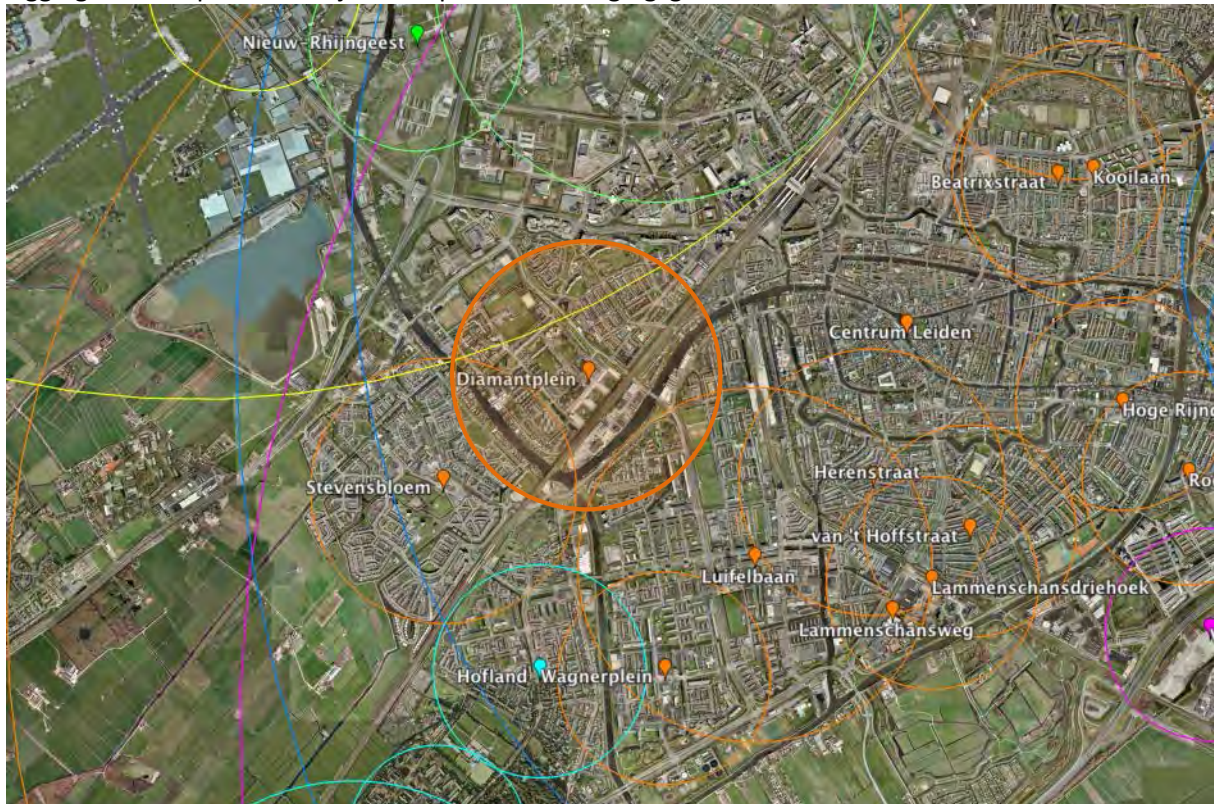 Nieuw-Rhijngeest
Beatrixstraat
Kooilaan
Centrum Leiden
Diamantplein
Hoge Rijnd
Herenstraat
Stevensbloem
van 't Hoffstraat
Luifelbaan
Lammenschansdriehoek
Lammenschansweg
Hofland
Wagnerplein